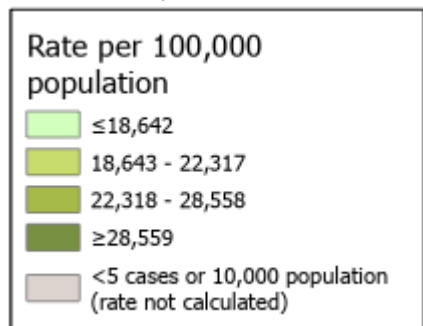 Rate per 100,000
population
≤18,642
18,643 - 22,317
22,318 - 28,558
≥28,559
<5 cases or 10,000 population
(rate not calculated)